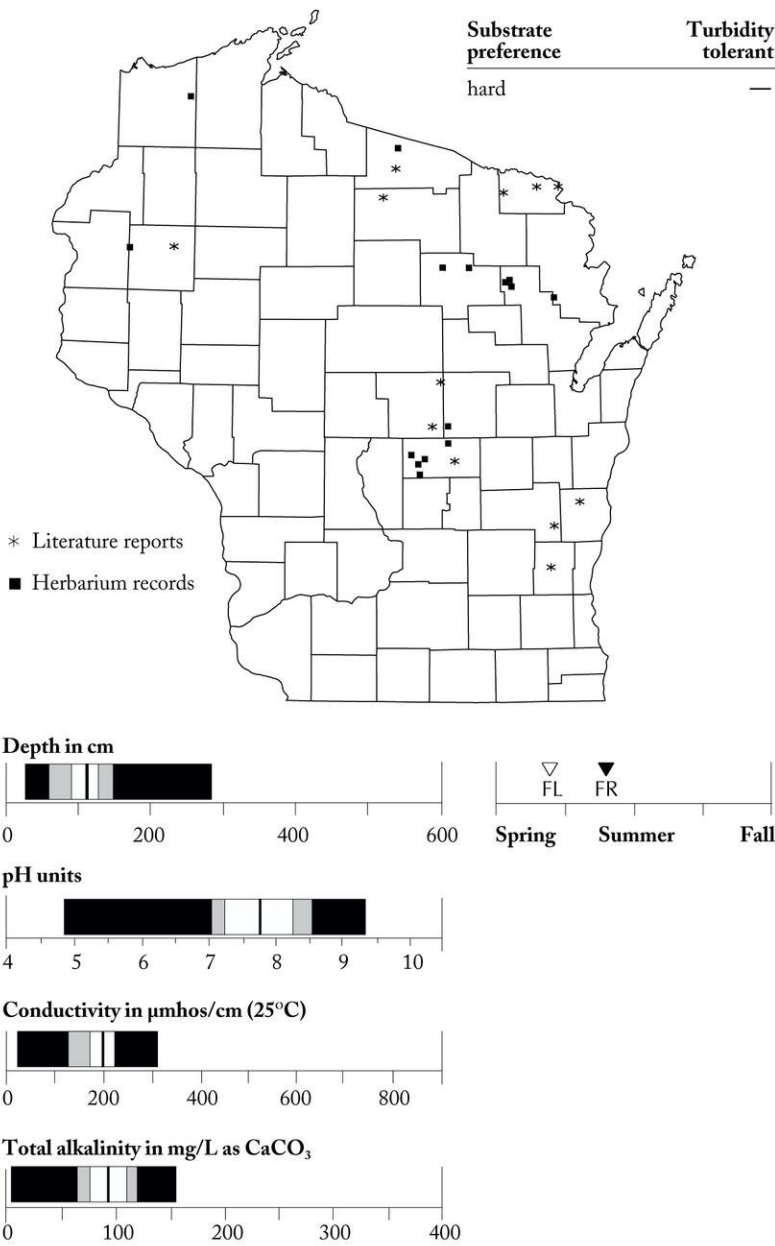 Substrate preference Turbidity tolerant
hard —
* Literature reports
■ Herbarium records
Depth in cm
0 200 400 600
FL FR
Spring Summer Fall
pH units
4 5 6 7 8 9 10
Conductivity in µmhos/cm (25°C)
0 200 400 600 800
Total alkalinity in mg/L as CaCO₃
0 100 200 300 400